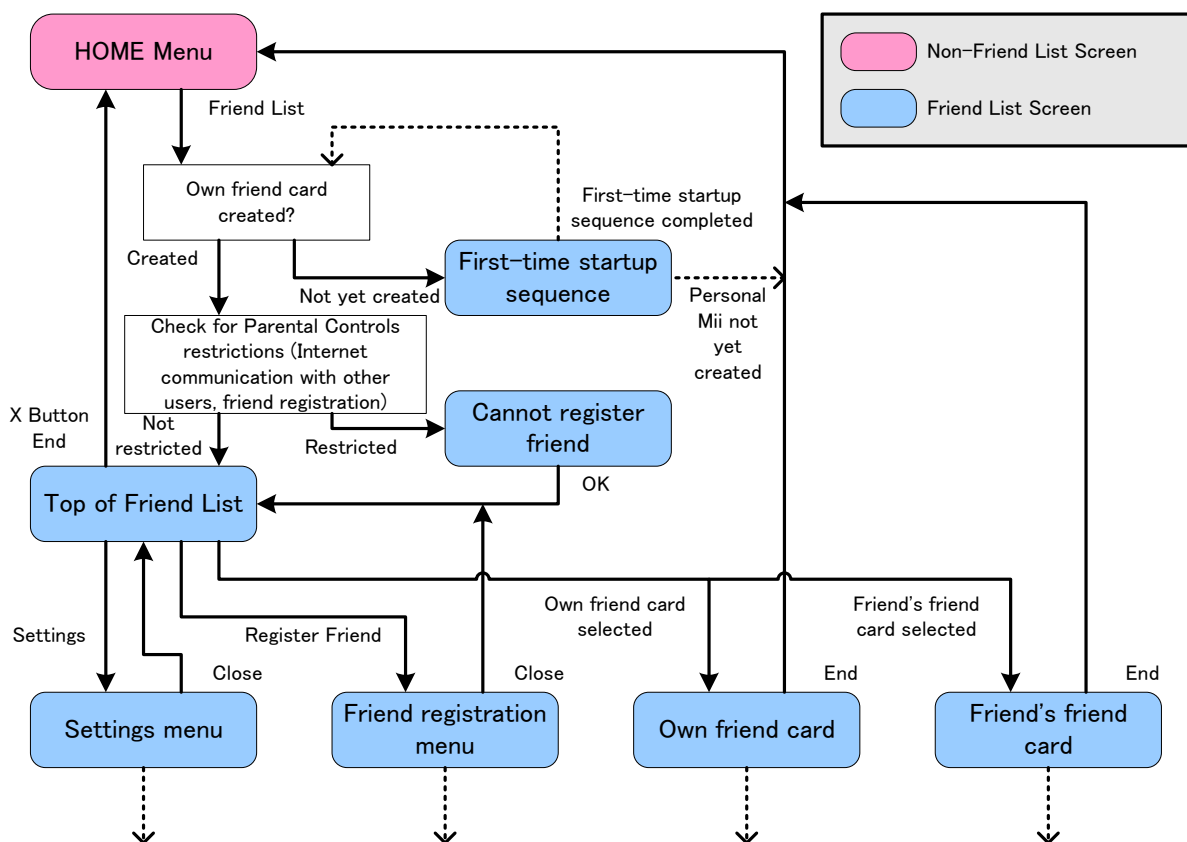 HOME Menu
Non-Friend List Screen
Friend List Screen
Friend List
Own friend card
created?
First-time startup
sequence completed
Created
Not yet created
First-time startup
sequence
Personal
Mii not
yet
created
Check for Parental Controls
restrictions (Internet
communication with other
users, friend registration)
X Button
End
Not
restricted
Restricted
Cannot register
friend
OK
Top of Friend List
Settings
Register Friend
Own friend card
selected
Friend's friend
card selected
Close
Close
End
End
Settings menu
Friend registration
menu
Own friend card
Friend's friend
card